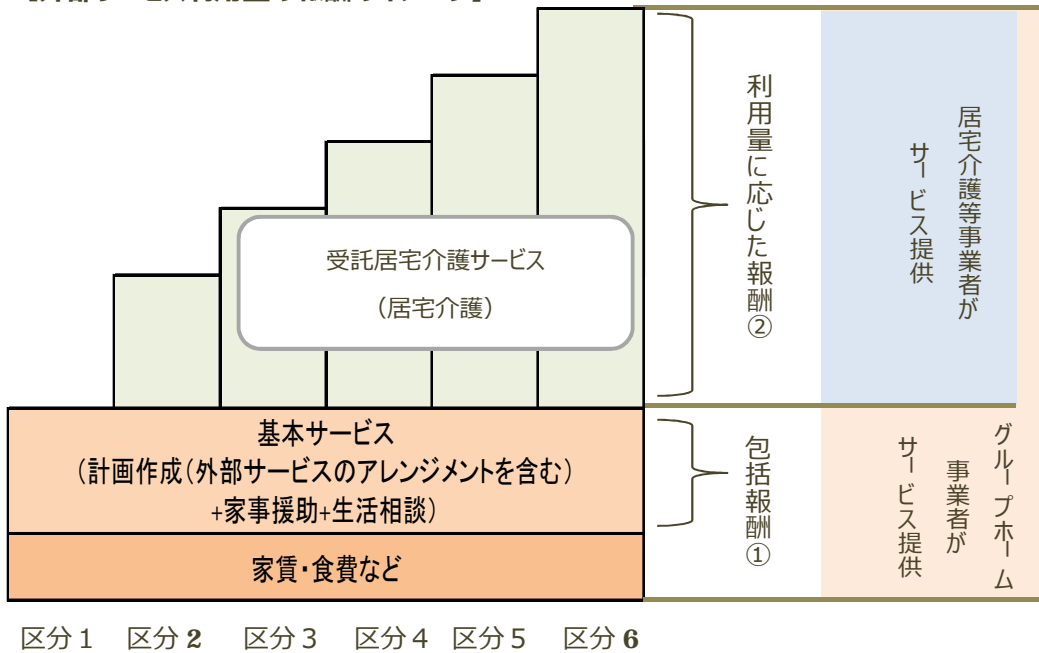 受託居宅介護サービス
（居宅介護）
基本サービス
（計画作成（外部サービスのアレンジメントを含む）
+家事援助+生活相談）
家賃・食費など
利用量に応じた報酬②
包括報酬①
居宅介護等事業者が
サービス提供
グループホーム
事業者が
サービス提供
区分１ 区分2 区分３ 区分４ 区分５ 区分6